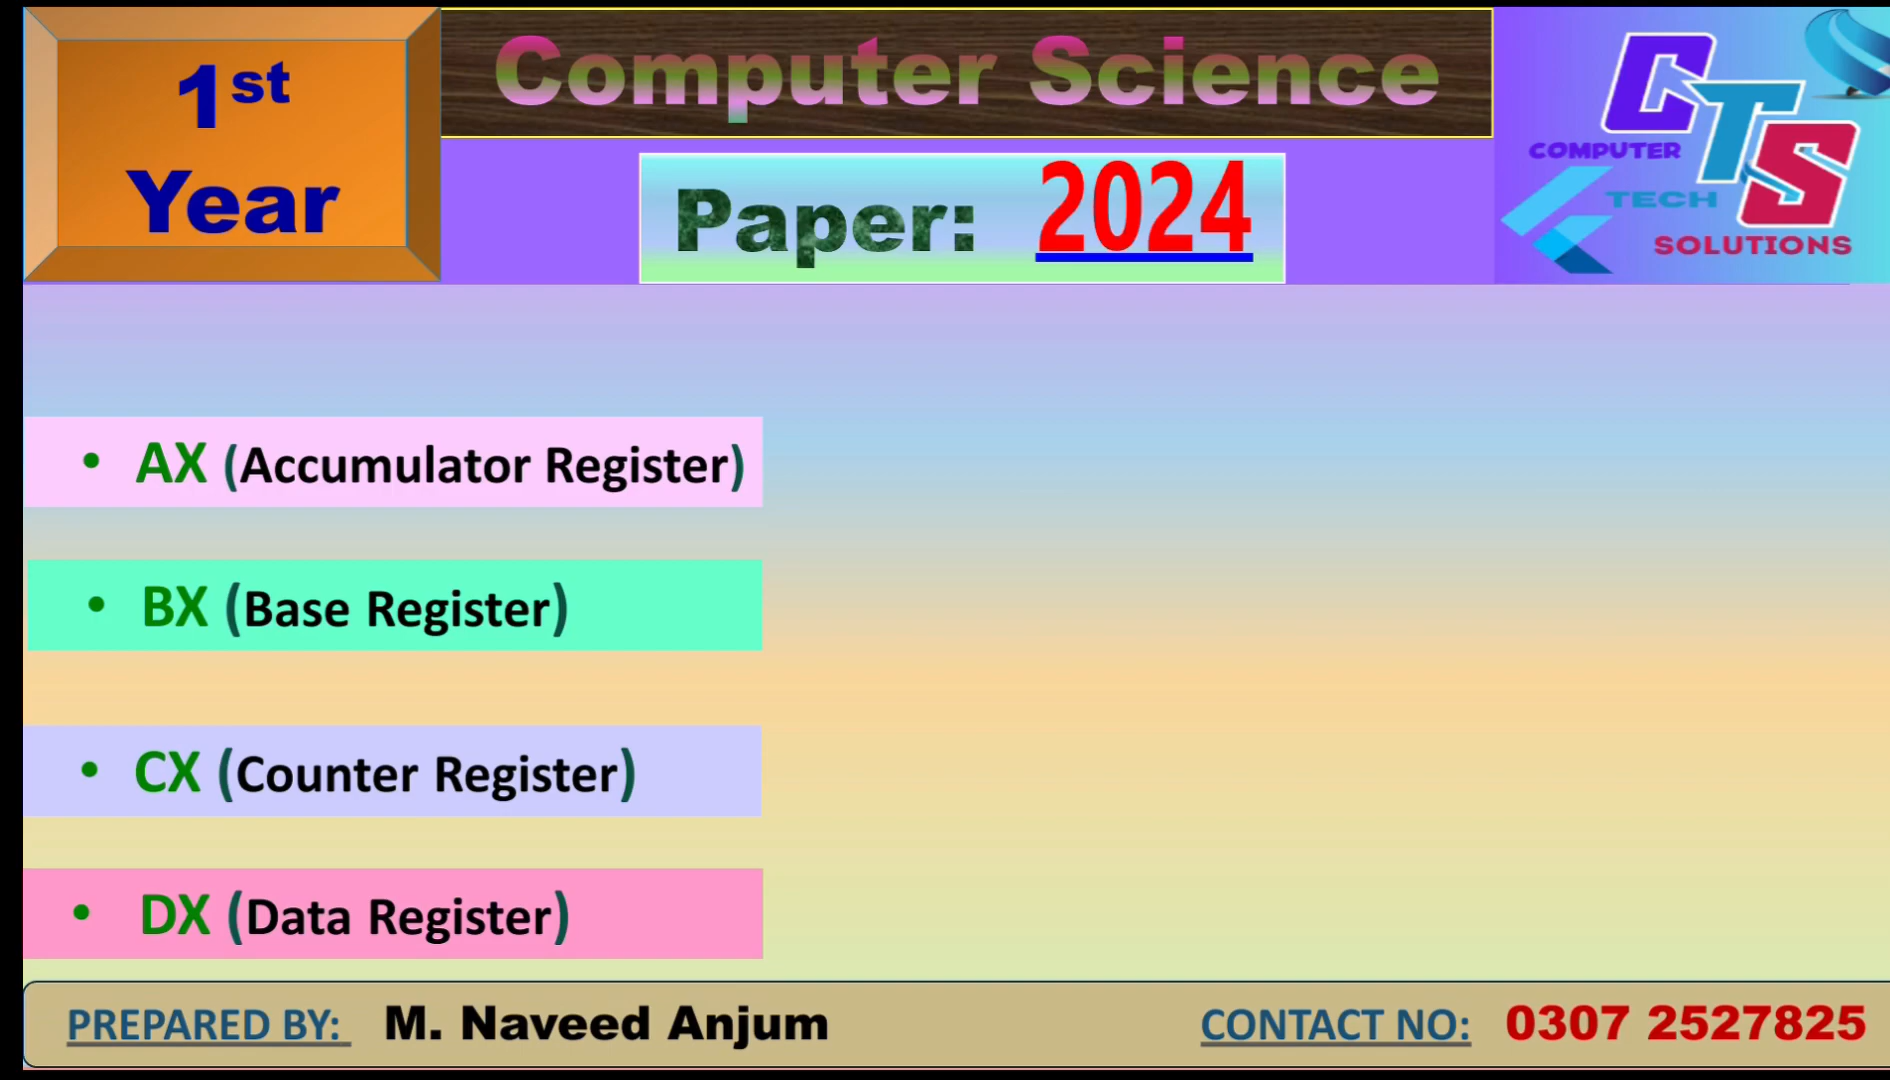 1st
Year
Computer Science
Paper: 2024
CTS
COMPUTER
TECH
SOLUTIONS
• AX (Accumulator Register)
• BX (Base Register)
• CX (Counter Register)
• DX (Data Register)
PREPARED BY: M. Naveed Anjum
CONTACT NO: 0307 2527825